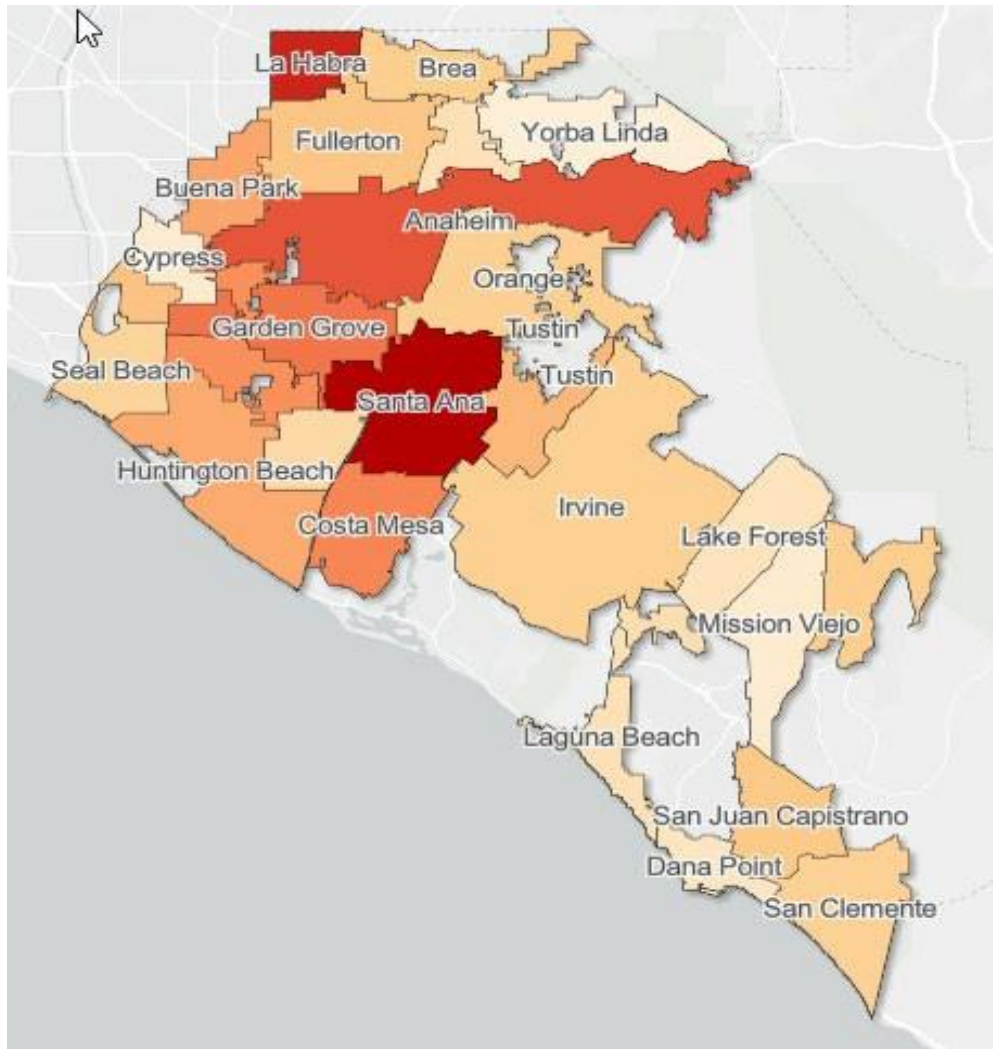 La Habra
Brea
Yorba Linda
Fullerton
Buena Park
Anaheim
Cypress
Orange
Garden Grove
Tustin
Seal Beach
Tustin
Santa Ana
Huntington Beach
Irvine
Costa Mesa
Lake Forest
Mission Viejo
Laguna Beach
San Juan Capistrano
Dana Point
San Clemente